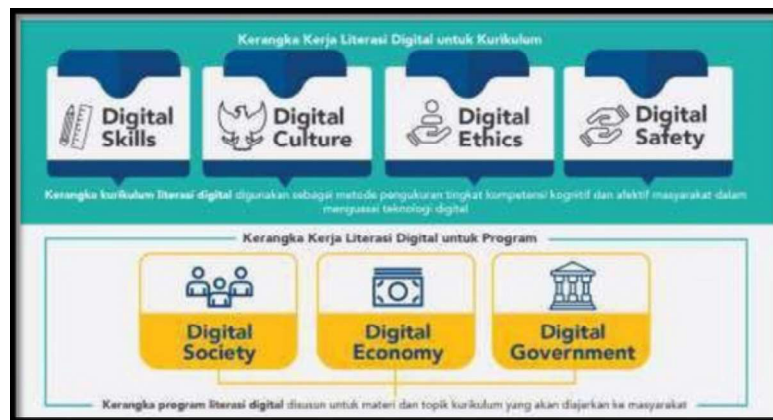 Kerangka Kerja Literasi Digital untuk Kurikulum
Digital
Skills
Digital
Culture
Digital
Ethics
Digital
Safety
Kerangka kurikulum literasi digital digunakan sebagai metode pengukuran tingkat kompetensi kognitif dan afektif masyarakat dalam
menguasai teknologi digital
Kerangka Kerja Literasi Digital untuk Program
Digital
Society
Digital
Economy
Digital
Government
Kerangka program literasi digital disusun untuk materi dan topik kurikulum yang akan diajarkan ke masyarakat